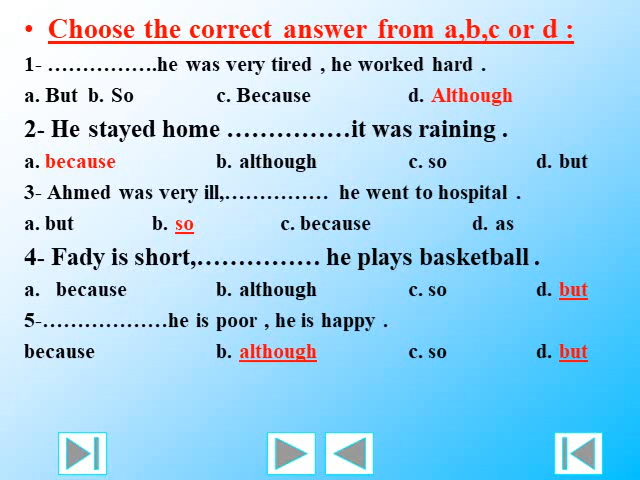 • Choose the correct answer from a,b,c or d :
1- …………….he was very tired , he worked hard .
a. But b. So c. Because d. Although
2- He stayed home ……………it was raining .
a. because b. although c. so d. but
3- Ahmed was very ill,…………… he went to hospital .
a. but b. so c. because d. as
4- Fady is short,…………… he plays basketball .
a. because b. although c. so d. but
5-………………he is poor , he is happy .
because b. although c. so d. but